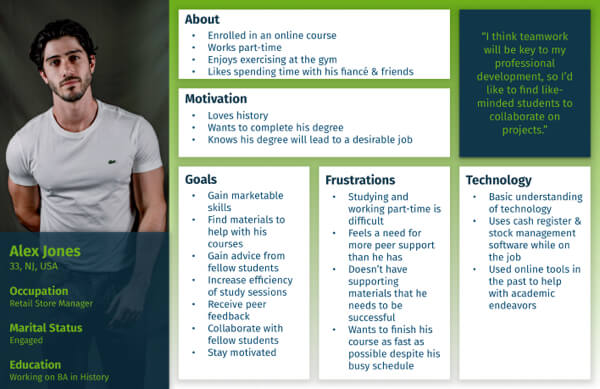 About
• Enrolled in an online course
• Works part-time
• Enjoys exercising at the gym
• Likes spending time with his fiancé & friends
Motivation
• Loves history
• Wants to complete his degree
• Knows his degree will lead to a desirable job
“I think teamwork
will be key to my
professional
development, so I’d
like to find like-
minded students to
collaborate on
projects.”
Alex Jones
33, NJ, USA
Occupation
Retail Store Manager
Marital Status
Engaged
Education
Working on BA in History
Goals
• Gain marketable
skills
• Find materials to
help with his
courses
• Gain advice from
fellow students
• Increase efficiency
of study sessions
• Receive peer
feedback
• Collaborate with
fellow students
• Stay motivated
Frustrations
• Studying and
working part-time is
difficult
• Feels a need for
more peer support
than he has
• Doesn’t have
supporting
materials that he
needs to be
successful
• Wants to finish his
course as fast as
possible despite his
busy schedule
Technology
• Basic understanding
of technology
• Uses cash register &
stock management
software while on
the job
• Used online tools in
the past to help
with academic
endeavors